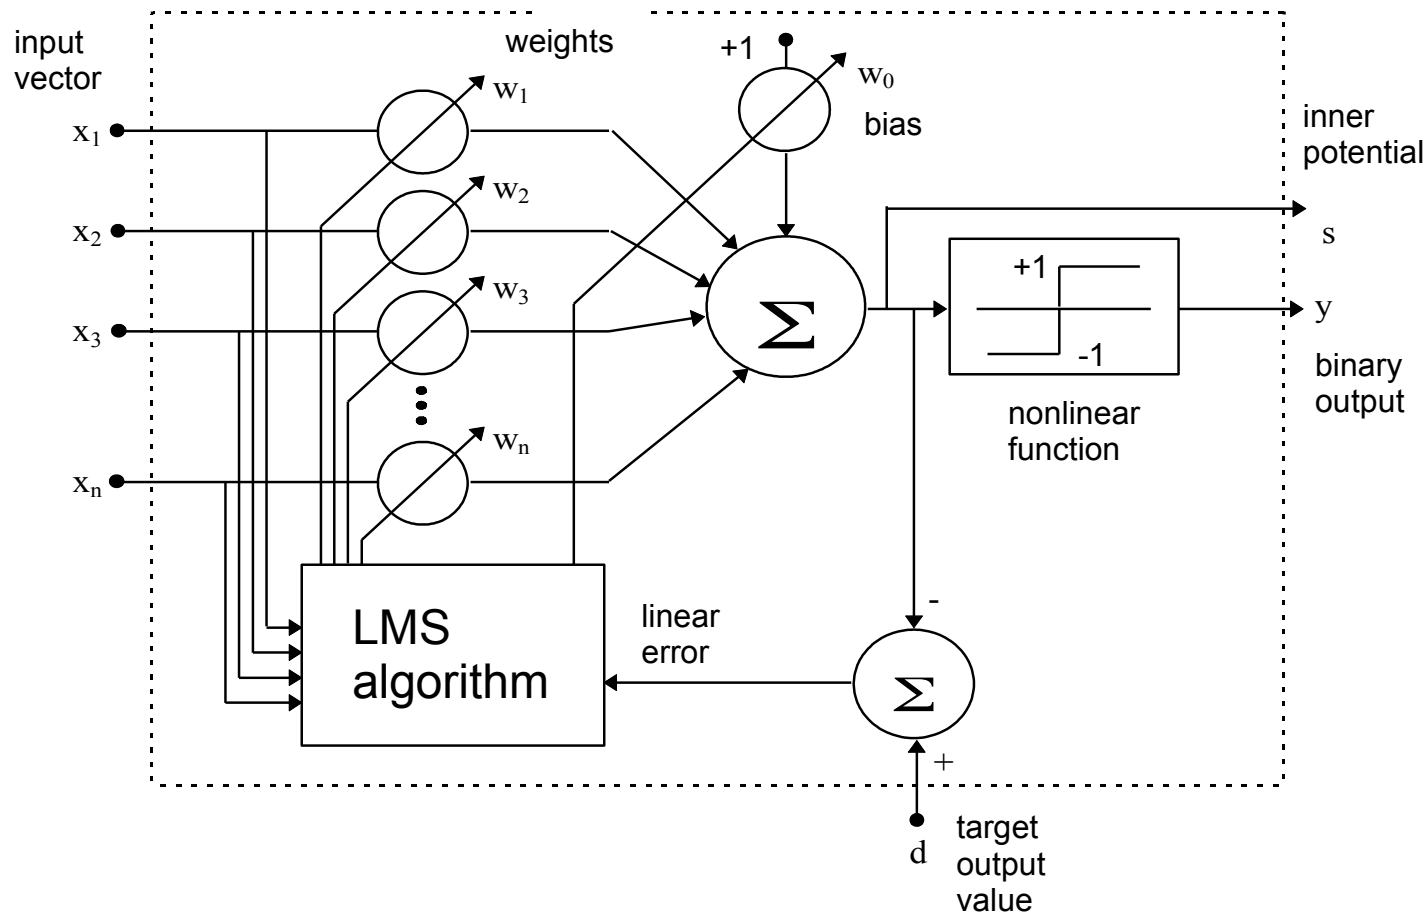 input
vector
weights
+1
w0
bias
w1
x1
inner
potential
w2
x2
s
w3
x3
Σ
+1
-1
y
binary
output
nonlinear
function
wn
xn
LMS
algorithm
linear
error
-
Σ
+
d
target
output
value